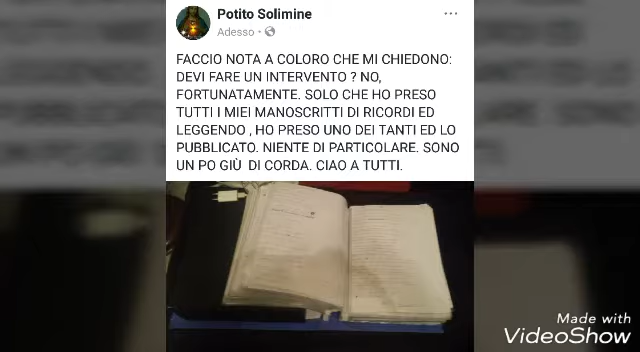 Potito Solimine
Adesso
FACCIO NOTA A COLORO CHE MI CHIEDONO:
DEVI FARE UN INTERVENTO ? NO,
FORTUNATAMENTE. SOLO CHE HO PRESO
TUTTI I MIEI MANOSCRITTI DI RICORDI ED
LEGGENDO , HO PRESO UNO DEI TANTI ED LO
PUBBLICATO. NIENTE DI PARTICOLARE. SONO
UN PO GIÙ DI CORDA. CIAO A TUTTI.
Made with
VideoShow